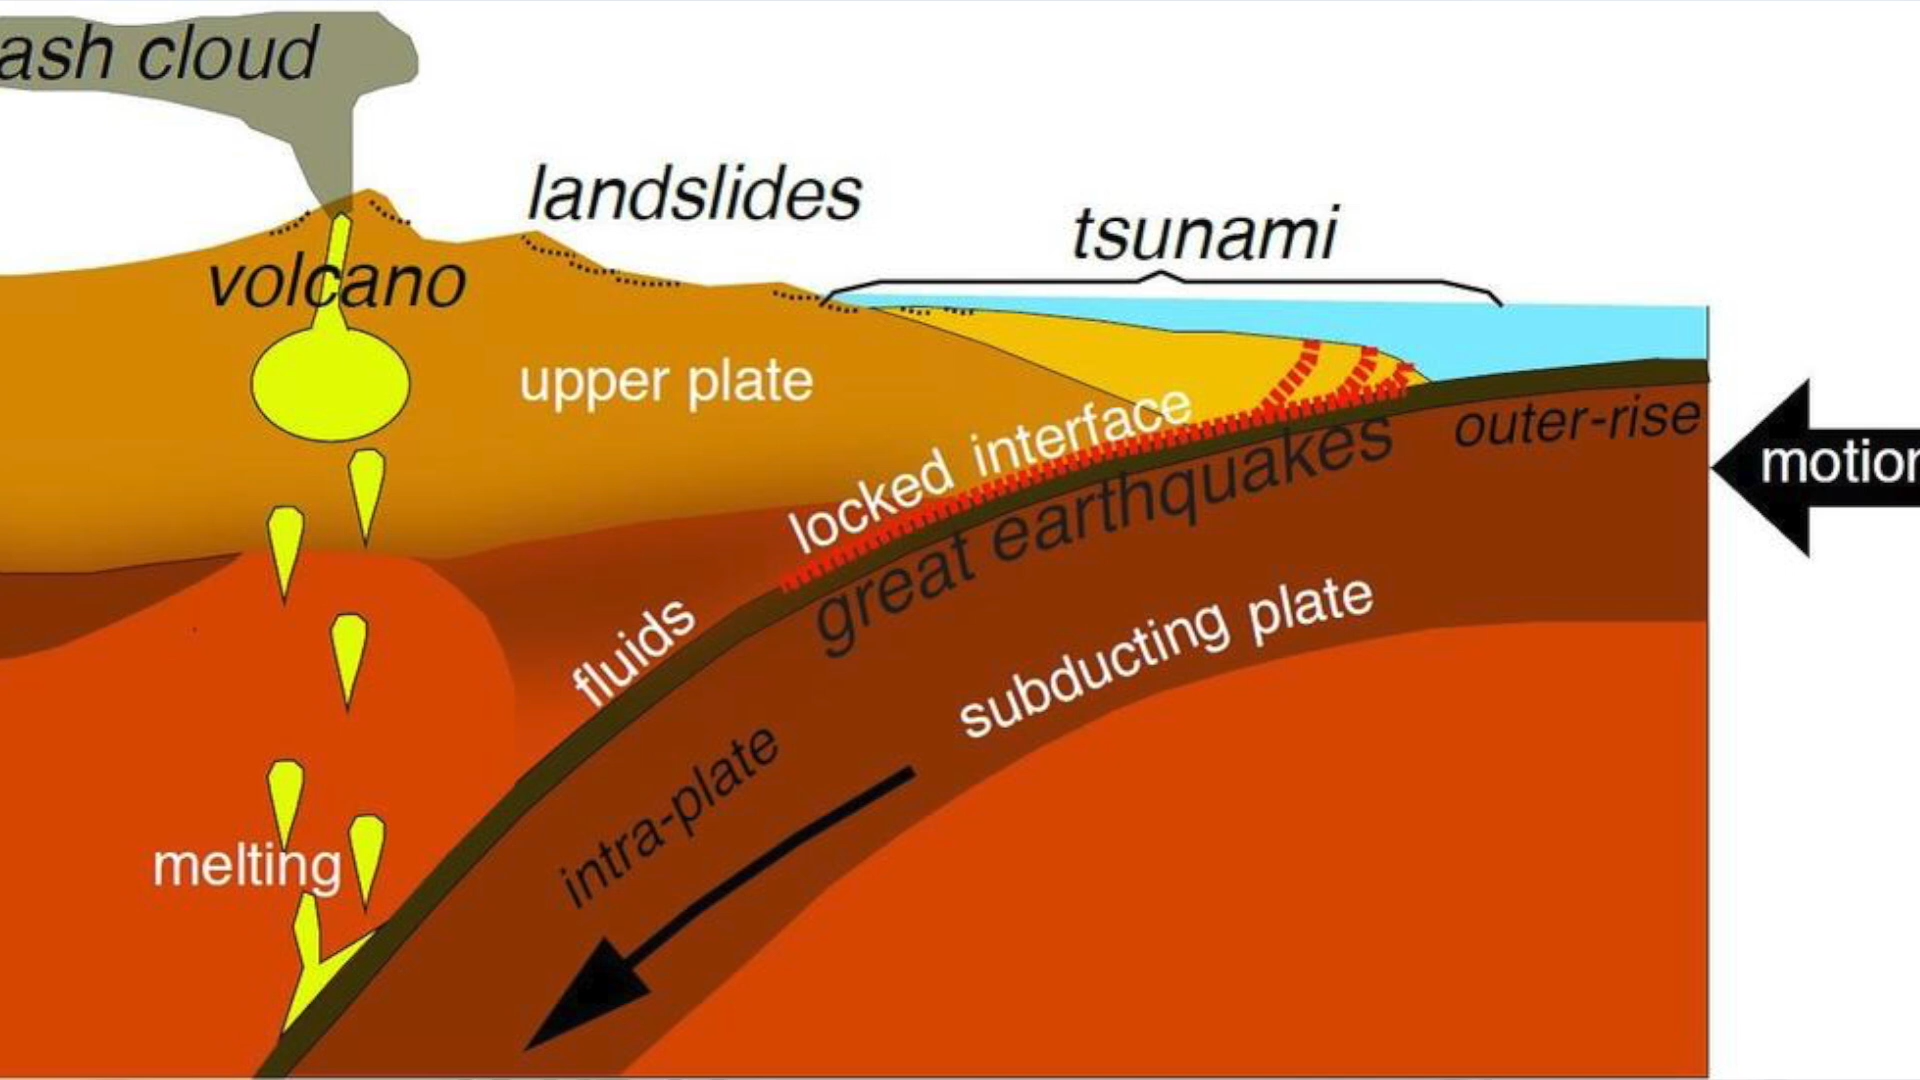 ash cloud
landslides
tsunami
volcano
upper plate
locked interface
outer-rise
great earthquakes
motion
fluids
subducting plate
intra-plate
melting